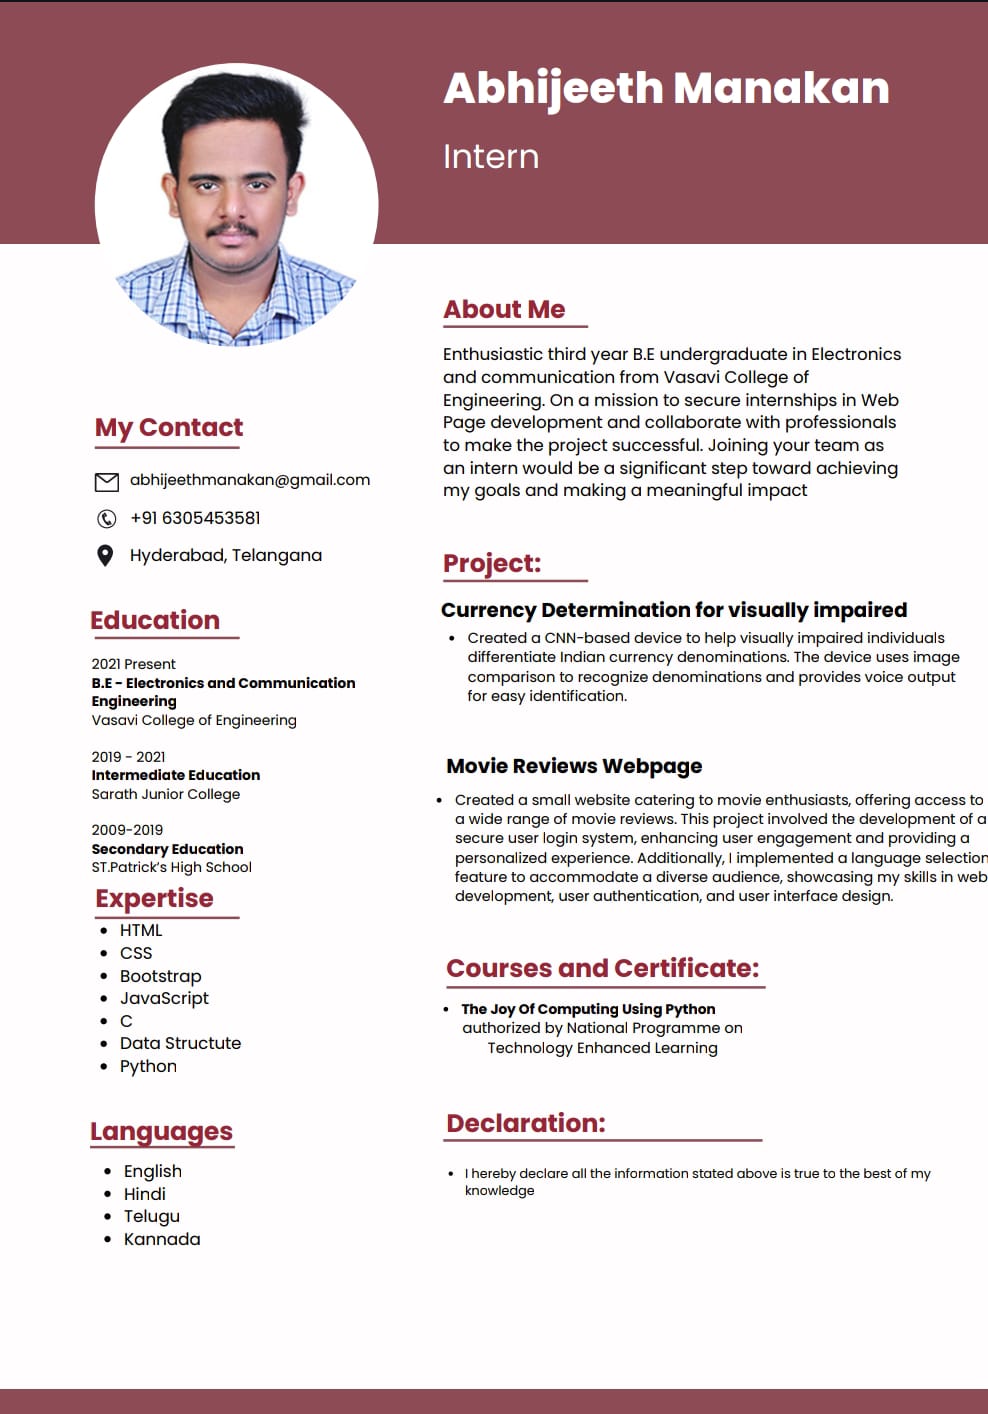 Abhijeeth Manakan
Intern
My Contact
abhijeethmanakan@gmail.com
+91 6305453581
Hyderabad, Telangana
Education
2021 Present
B.E - Electronics and Communication
Engineering
Vasavi College of Engineering
2019 - 2021
Intermediate Education
Sarath Junior College
2009-2019
Secondary Education
ST.Patrick's High School
Expertise
• HTML
• CSS
• Bootstrap
• JavaScript
• C
• Data Structute
• Python
Languages
• English
• Hindi
• Telugu
• Kannada
About Me
Enthusiastic third year B.E undergraduate in Electronics
and communication from Vasavi College of
Engineering. On a mission to secure internships in Web
Page development and collaborate with professionals
to make the project successful. Joining your team as
an intern would be a significant step toward achieving
my goals and making a meaningful impact
Project:
Currency Determination for visually impaired
• Created a CNN-based device to help visually impaired individuals
differentiate Indian currency denominations. The device uses image
comparison to recognize denominations and provides voice output
for easy identification.
Movie Reviews Webpage
• Created a small website catering to movie enthusiasts, offering access to
a wide range of movie reviews. This project involved the development of a
secure user login system, enhancing user engagement and providing a
personalized experience. Additionally, I implemented a language selection
feature to accommodate a diverse audience, showcasing my skills in web
development, user authentication, and user interface design.
Courses and Certificate:
• The Joy Of Computing Using Python
authorized by National Programme on
Technology Enhanced Learning
Declaration:
• I hereby declare all the information stated above is true to the best of my
knowledge